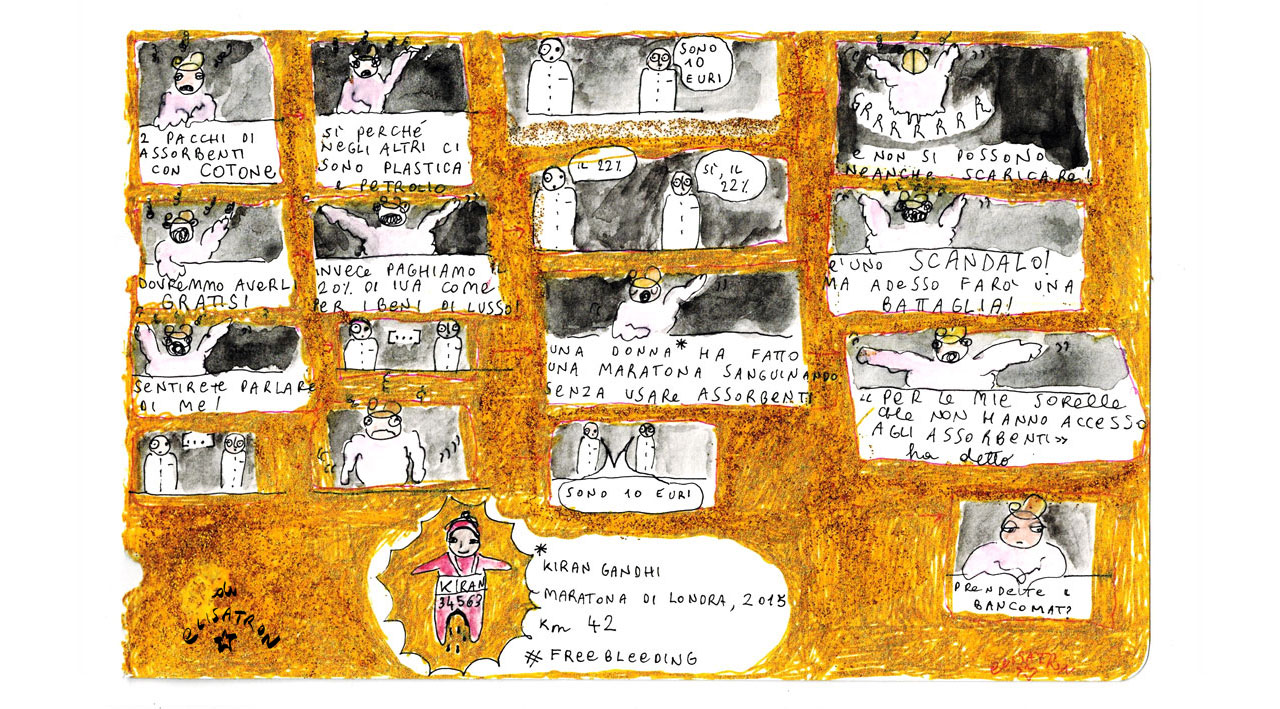 2 PACCHI DI
ASSORBENTI
CON COTONE
SÌ PERCHÉ
NEGLI ALTRI CI
SONO PLASTICA
E PETROLIO
SONO
10
EURI
GRRRRRRR
E NON SI POSSONO
NEANCHE SCARICARE!
DOVREMMO AVERLI
GRATIS!
INVECE PAGHIAMO IL
20% DI IVA COME
PER I BENI DI LUSSO!
IL 22%
SÌ, IL
22%
E' UNO SCANDALO!
MA ADESSO FARÒ UNA
BATTAGLIA!
SENTIRETE PARLARE
DI ME!
[...]
UNA DONNA* HA FATTO
UNA MARATONA SANGUINANDO
SENZA USARE ASSORBENTI
"PER LE MIE SORELLE
CHE NON HANNO ACCESSO
AGLI ASSORBENTI"
ha detto
[...]
SONO 10 EURI
PRENDETE IL
BANCOMAT?
KIRAN
34563
*
KIRAN GANDHI
MARATONA DI LONDRA, 2015
Km 42
# FREEBLEEDING
ELISATRON